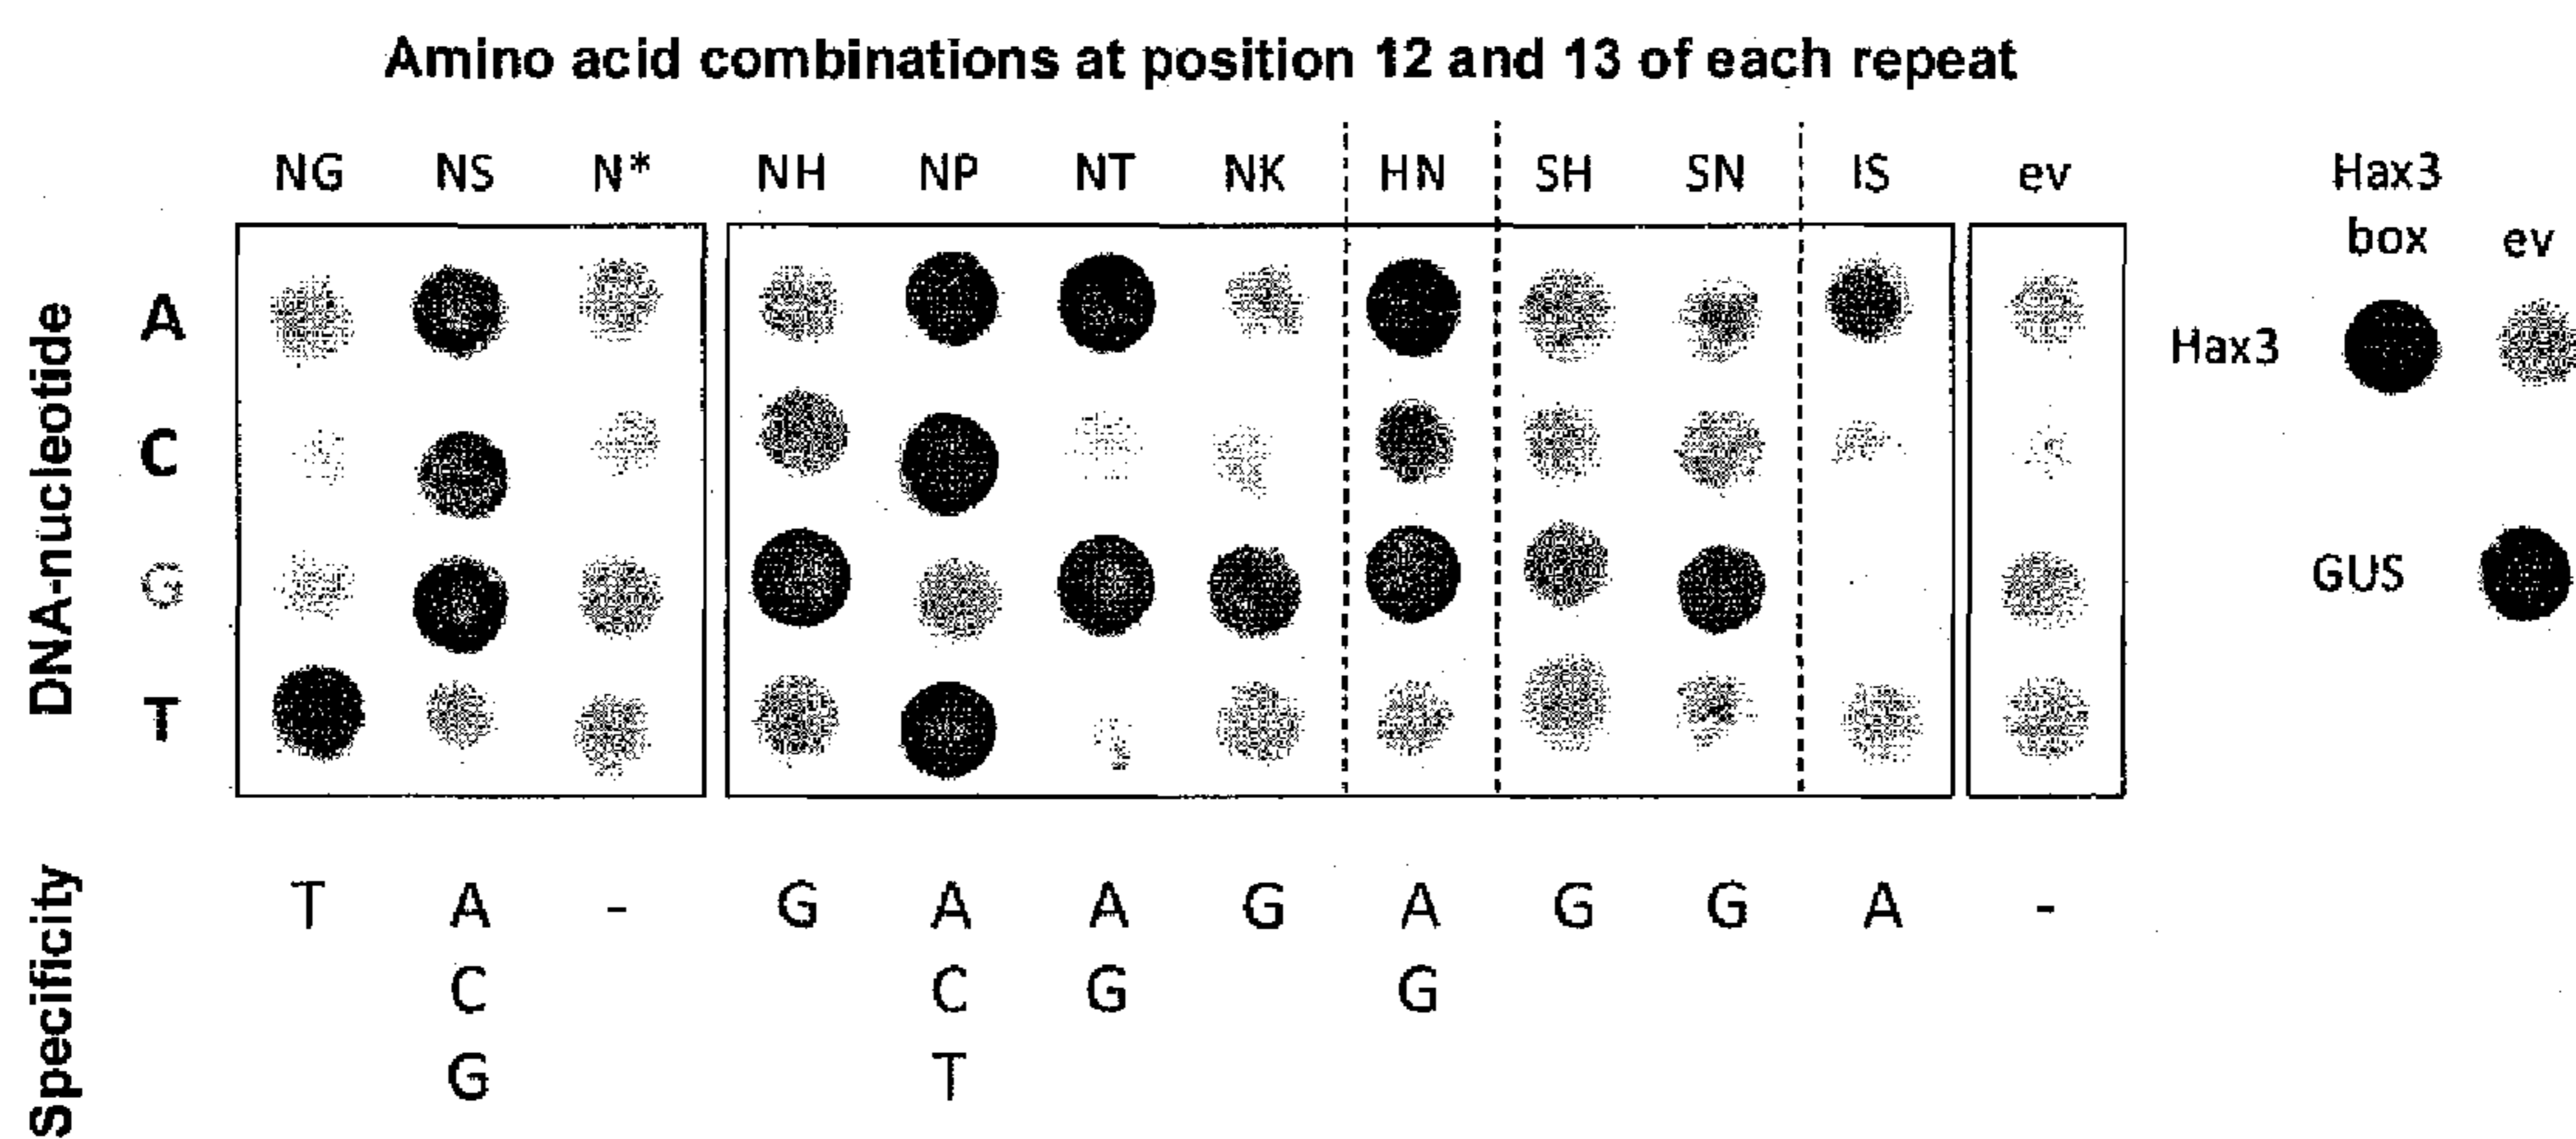 Amino acid combinations at position 12 and 13 of each repeat
NG NS N* NH NP NT NK HN SH SN IS ev Hax3
box ev
DNA-nucleotide
A
Hax3
C
G
GUS
T
Specificity
T A - G A A G A G G A -
C C G G
G T